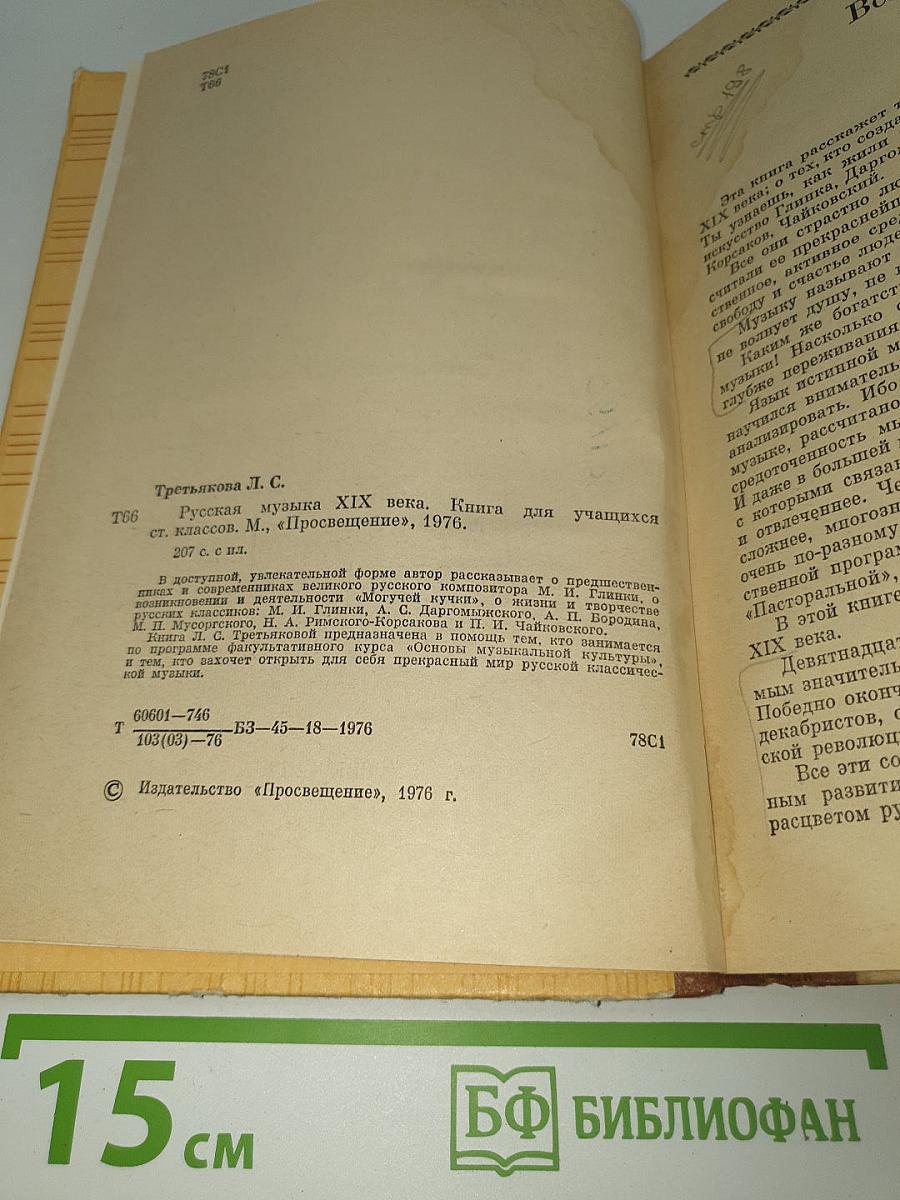 78С1
Т66
Третьякова Л. С.
Т66 Русская музыка XIX века. Книга для учащихся
ст. классов. М., «Просвещение», 1976.
207 с. с ил.
В доступной, увлекательной форме автор рассказывает о предшествен-
никах и современниках великого русского композитора М. И. Глинки, о
возникновении и деятельности «Могучей кучки», о жизни и творчестве
русских классиков: М. И. Глинки, А. С. Даргомыжского, А. П. Бородина,
М. П. Мусоргского, Н. А. Римского-Корсакова и П. И. Чайковского.
Книга Л. С. Третьяковой предназначена в помощь тем, кто занимается
по программе факультативного курса «Основы музыкальной культуры»,
и тем, кто захочет открыть для себя прекрасный мир русской классичес-
кой музыки.
Т 60601—746
103(03)—76 БЗ—45—18—1976
78С1
© Издательство «Просвещение», 1976 г.
стр 198
Эта книга расскажет
XIX века; о тех, кто созда
Ты узнаешь, как жили
искусство Глинка, Дарго
Корсаков, Чайковский.
Все они страстно лю
считали ее прекрасней
ственное, активное сре
свободу и счастье люде
Музыку называют
не волнует душу, не
Каким же богатст
музыки! Насколько
глубже переживания
Язык истинной м
научился внимател
анализировать. Ибо
музыке, рассчитано
средоточенность мы
И даже в большей
с которыми связа
и отвлеченнее. Че
сложнее, многозн
очень по-разному
ственной програм
«Пасторальной»,
В этой книге
XIX века.
Девятнадцат
мым значитель
Победно оконч
декабристов,
ской революц
Все эти со
ным развити
расцветом ру
15 см
БФ БИБЛИОФАН